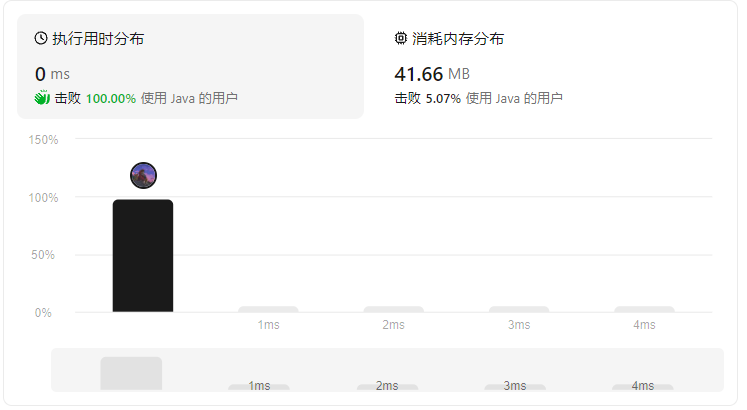 执行用时分布
0 ms
击败 100.00% 使用 Java 的用户
消耗内存分布
41.66 MB
击败 5.07% 使用 Java 的用户
150%
100%
50%
0%
1ms 2ms 3ms 4ms
1ms 2ms 3ms 4ms